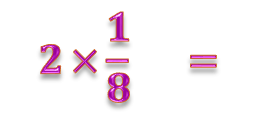 2 × 1/8 =